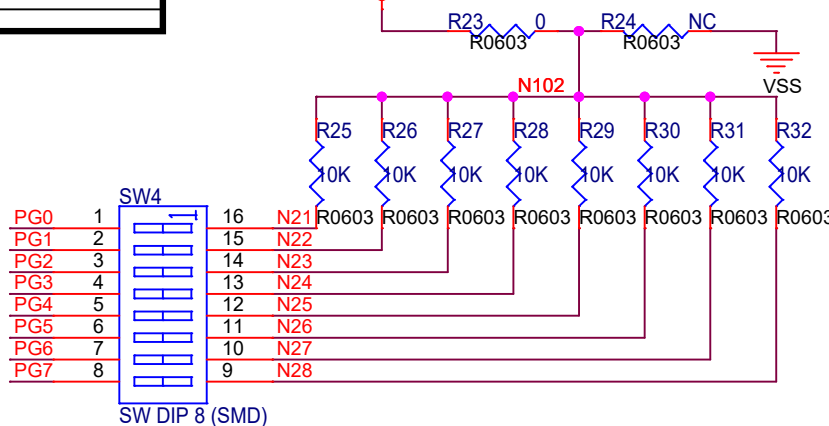 R23 0 R24 NC
R0603 R0603
VSS
N102
R25 R26 R27 R28 R29 R30 R31 R32
10K 10K 10K 10K 10K 10K 10K 10K
SW4
PG0 1 16 N21 R0603 R0603 R0603 R0603 R0603 R0603 R0603 R0603
PG1 2 15 N22
PG2 3 14 N23
PG3 4 13 N24
PG4 5 12 N25
PG5 6 11 N26
PG6 7 10 N27
PG7 8 9 N28
SW DIP 8 (SMD)